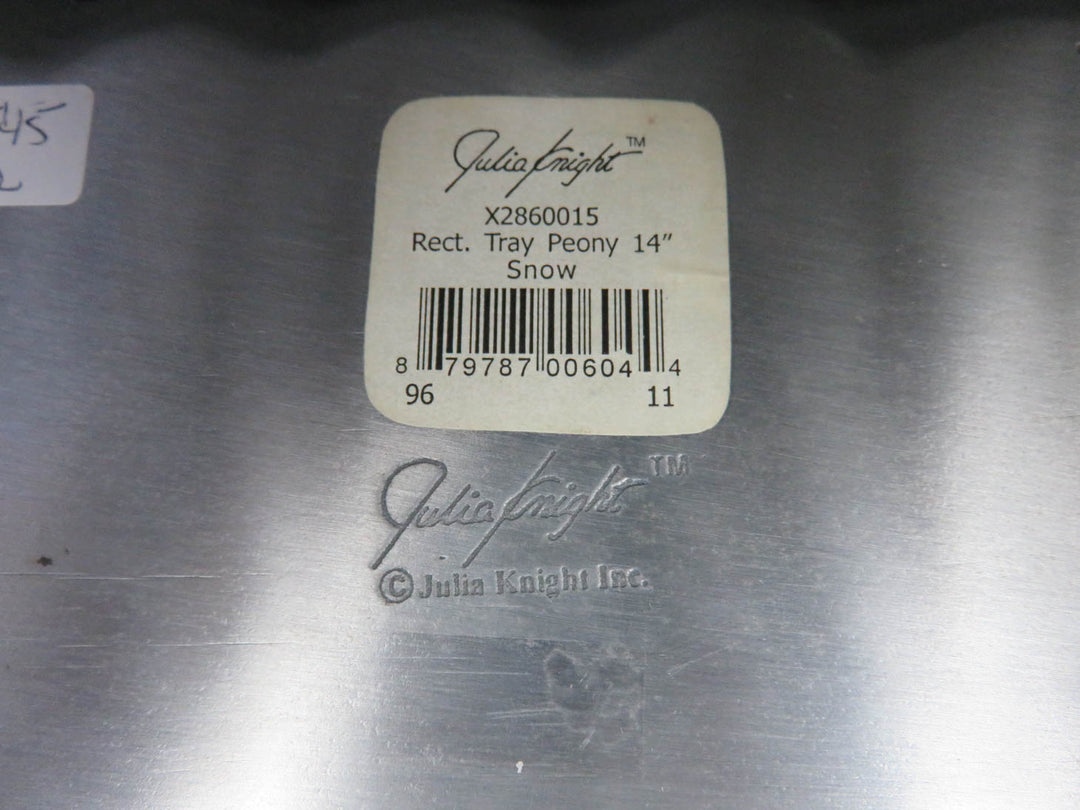 45
Julia Knight™
X2860015
Rect. Tray Peony 14"
Snow
8 79787 00604 4
96 11
Julia Knight™
© Julia Knight Inc.